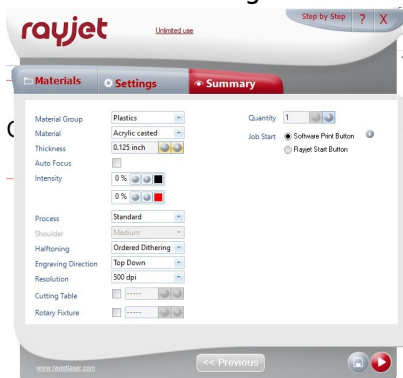 rayjet
Unlimited use
Step by Step ? X
Materials
Settings
Summary
Material Group Plastics
Material Acrylic casted
Thickness 0.125 inch
Auto Focus
Intensity 0 %
0 %
Process Standard
Shoulder Medium
Halftoning Ordered Dithering
Engraving Direction Top Down
Resolution 500 dpi
Cutting Table -----
Rotary Fixture -----
Quantity 1
Job Start Software Print Button
Rayjet Start Button
www.rayjetlaser.com
<< Previous